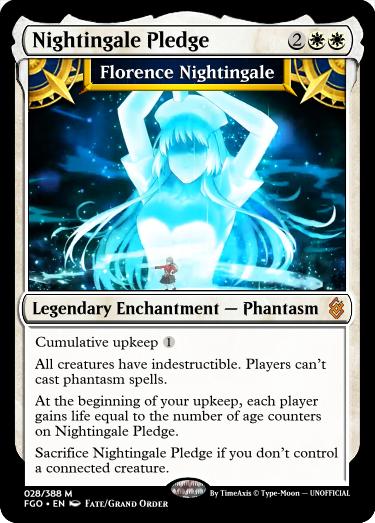 Nightingale Pledge 2
Florence Nightingale
Legendary Enchantment — Phantasm
Cumulative upkeep 1
All creatures have indestructible. Players can't
cast phantasm spells.
At the beginning of your upkeep, each player
gains life equal to the number of age counters
on Nightingale Pledge.
Sacrifice Nightingale Pledge if you don't control
a connected creature.
028/388 M
FGO • EN Fate/Grand Order
By TimeAxis © Type-Moon — UNOFFICIAL